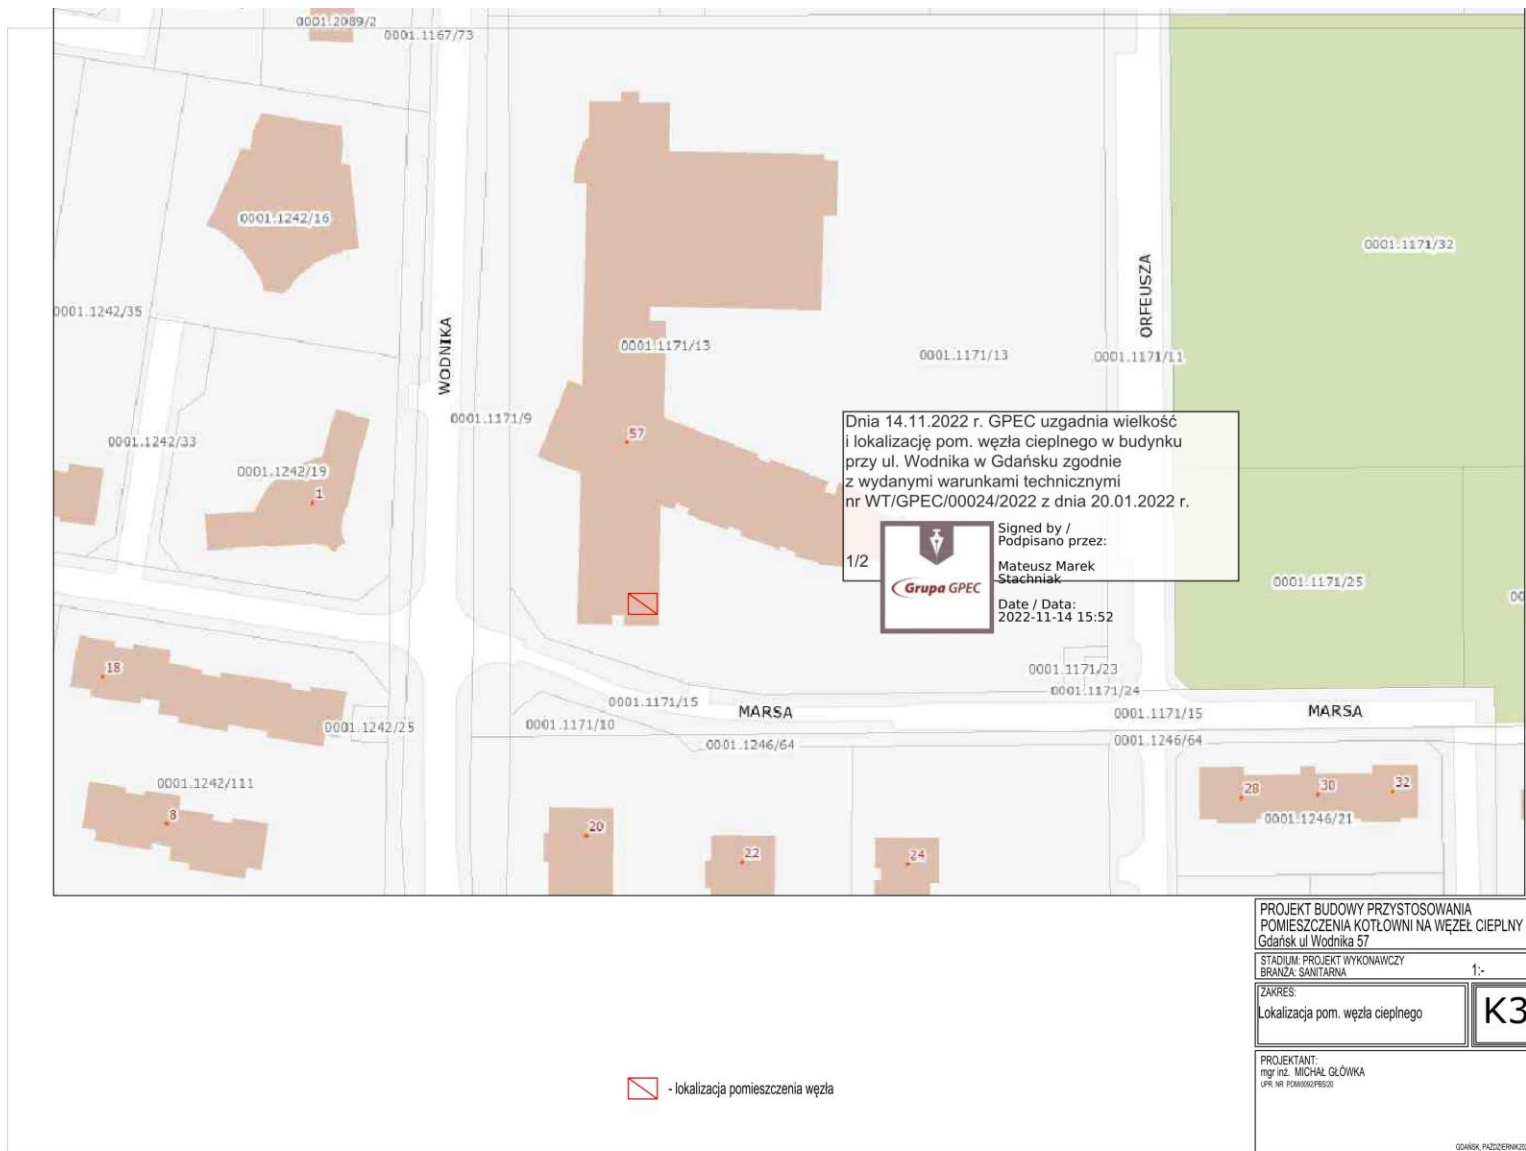 0001.2089/2
0001.1167/73
0001.1242/16
0001.1171/32
0001.1242/35
WODNIKA
ORFEUSZA
0001.1171/13
0001.1171/13
0001.1171/11
0001.1171/9
57
0001.1242/33
0001.1242/19
1
Dnia 14.11.2022 r. GPEC uzgadnia wielkość
i lokalizację pom. węzła cieplnego w budynku
przy ul. Wodnika w Gdańsku zgodnie
z wydanymi warunkami technicznymi
nr WT/GPEC/00024/2022 z dnia 20.01.2022 r.
1/2
Grupa GPEC
Signed by /
Podpisano przez:
Mateusz Marek
Stachniak
Date / Data:
2022-11-14 15:52
0001.1171/25
18
0001.1171/23
0001.1171/24
0001.1171/15
MARSA
0001.1171/15
MARSA
0001.1242/25
0001.1171/10
0001.1246/64
0001.1246/64
0001.1242/111
8
20
22
24
28
30
32
0001.1246/21
PROJEKT BUDOWY PRZYSTOSOWANIA
POMIESZCZENIA KOTŁOWNI NA WĘZEŁ CIEPLNY
Gdańsk ul Wodnika 57
STADIUM: PROJEKT WYKONAWCZY
BRANŻA: SANITARNA
1:-
ZAKRES:
Lokalizacja pom. węzła cieplnego
K3
PROJEKTANT:
mgr inż. MICHAŁ GŁÓWKA
UPR. NR
- lokalizacja pomieszczenia węzła
GDAŃSK,